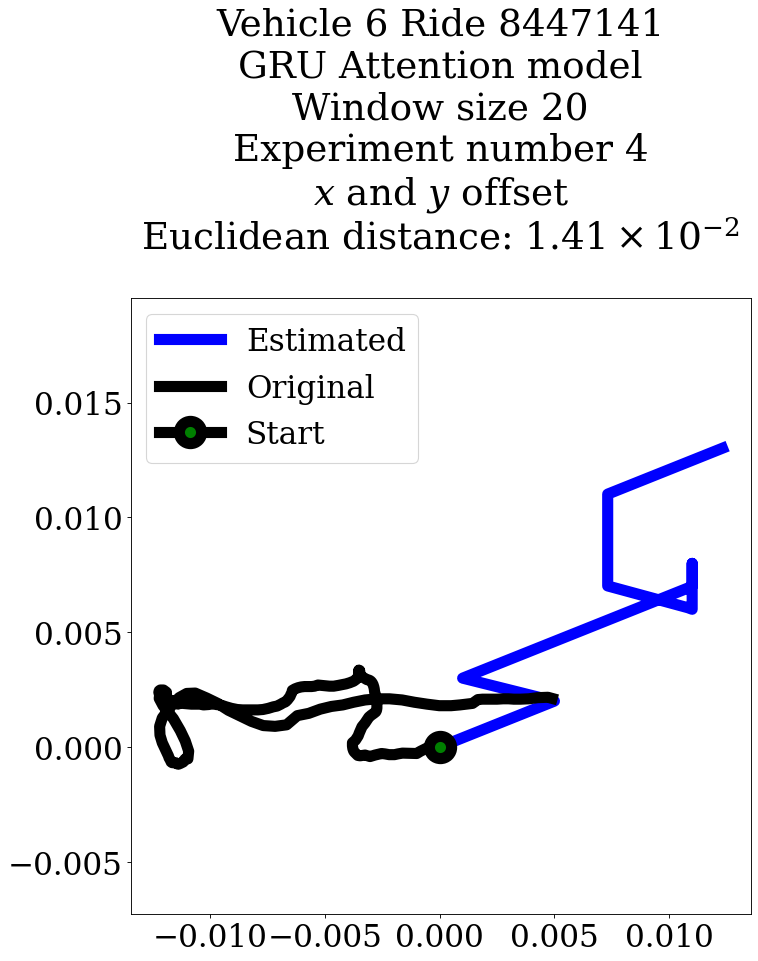 Vehicle 6 Ride 8447141
GRU Attention model
Window size 20
Experiment number 4
x and y offset
Euclidean distance: 1.41 × 10⁻²
Estimated
Original
Start
0.015
0.010
0.005
0.000
−0.005
−0.010 −0.005 0.000 0.005 0.010